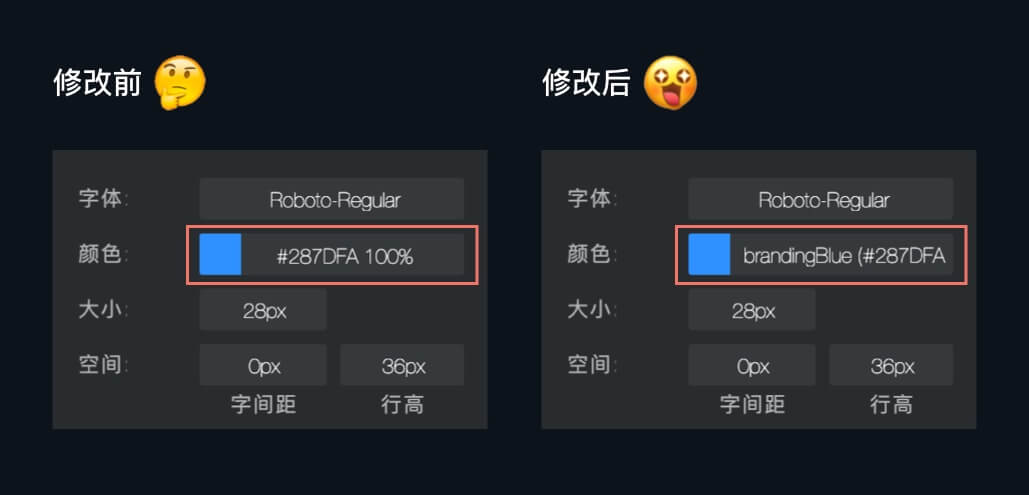 修改前 🤔
字体:
Roboto-Regular
颜色:
#287DFA 100%
大小:
28px
空间:
0px
36px
字间距
行高
修改后 🤩
字体:
Roboto-Regular
颜色:
brandingBlue (#287DFA
大小:
28px
空间:
0px
36px
字间距
行高